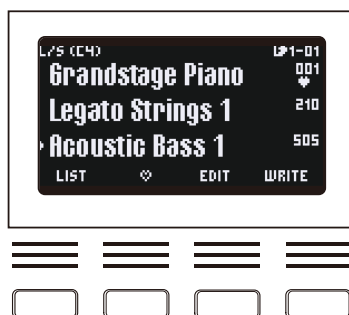 L/S (C4) LP1-01
Grandstage Piano 001
♥
Legato Strings 1 210
Acoustic Bass 1 505
LIST ♡ EDIT WRITE